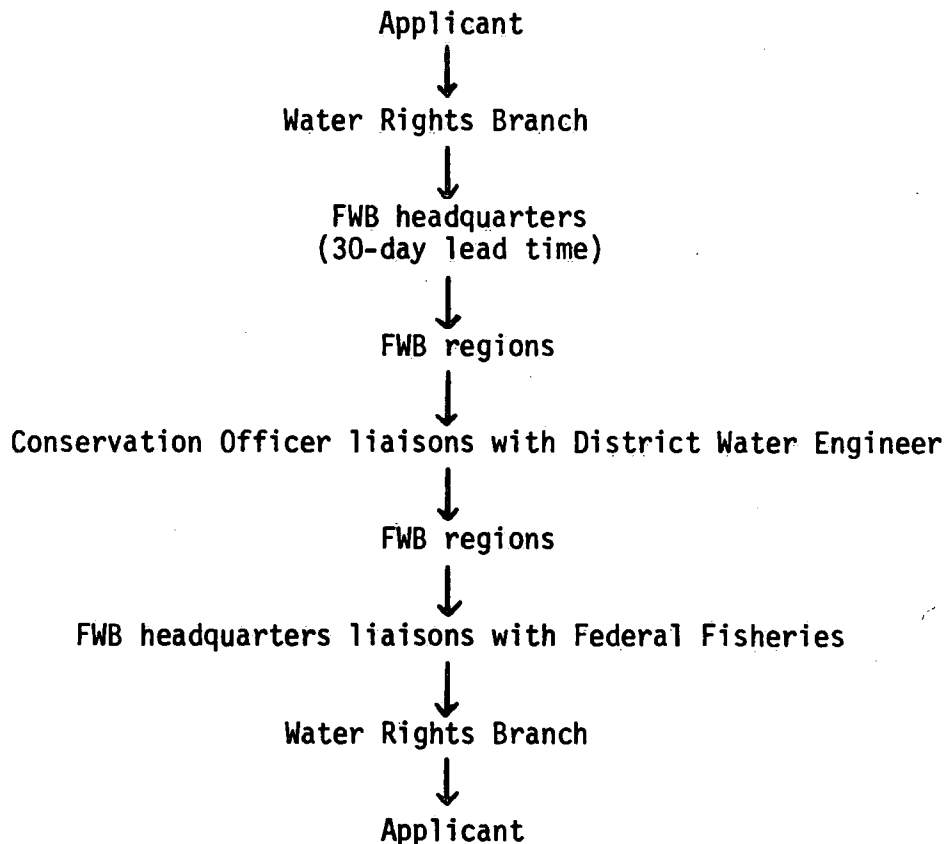 Applicant
Water Rights Branch
FWB headquarters
(30-day lead time)
FWB regions
Conservation Officer liaisons with District Water Engineer
FWB regions
FWB headquarters liaisons with Federal Fisheries
Water Rights Branch
Applicant